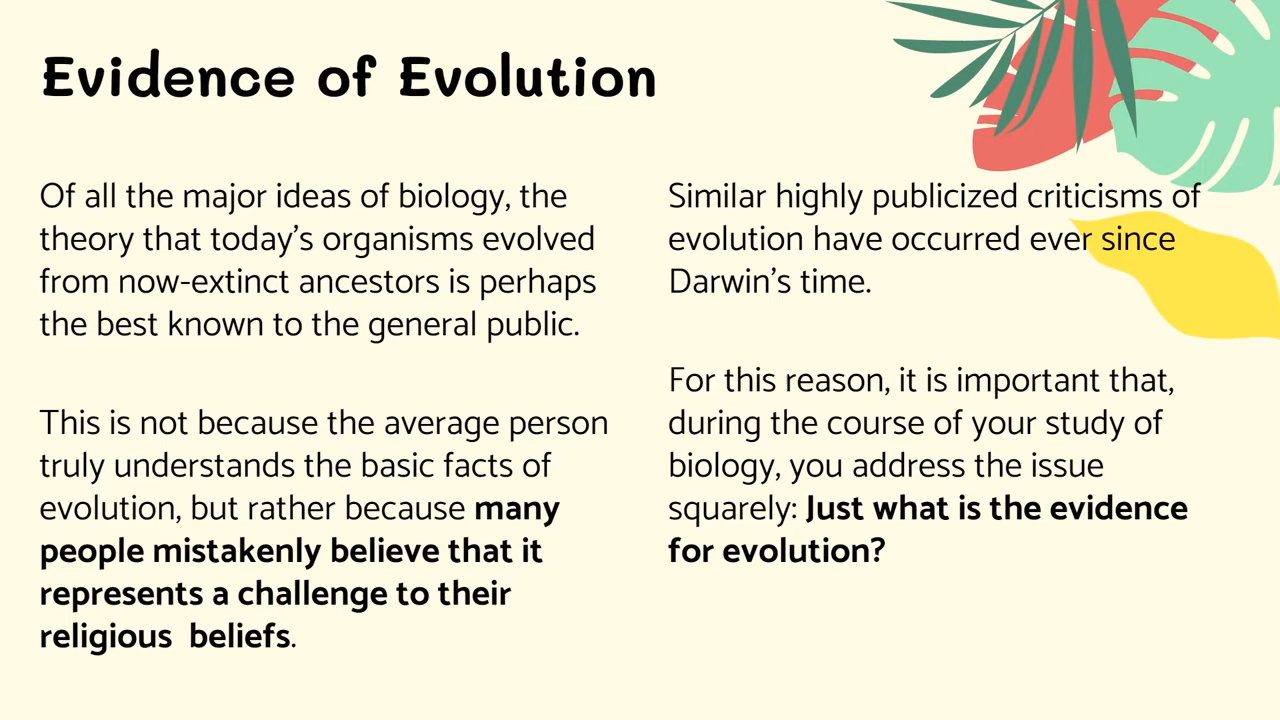 Evidence of Evolution
Of all the major ideas of biology, the
theory that today's organisms evolved
from now-extinct ancestors is perhaps
the best known to the general public.
This is not because the average person
truly understands the basic facts of
evolution, but rather because many
people mistakenly believe that it
represents a challenge to their
religious  beliefs.
Similar highly publicized criticisms of
evolution have occurred ever since
Darwin's time.
For this reason, it is important that,
during the course of your study of
biology, you address the issue
squarely: Just what is the evidence
for evolution?